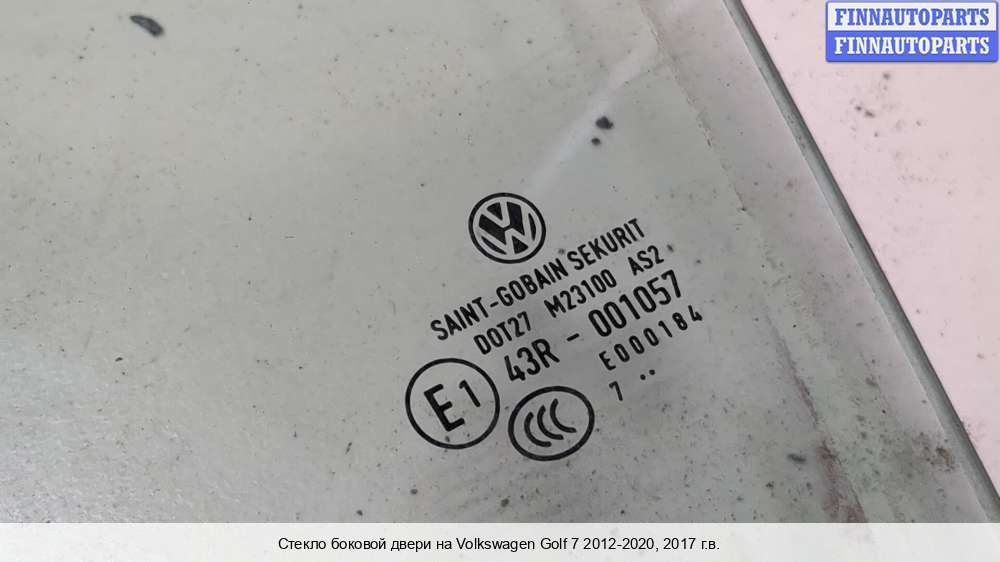 FINNAUTOPARTS
FINNAUTOPARTS
SAINT-GOBAIN SEKURIT
DOT27 M23100 AS2
43R - 001057
E1
E000184
CCC
7 ..
Стекло боковой двери на Volkswagen Golf 7 2012-2020, 2017 г.в.